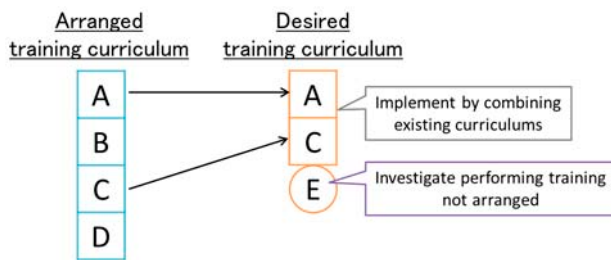 Arranged
training curriculum
Desired
training curriculum
A
B
C
D
A
C
E
Implement by combining
existing curriculums
Investigate performing training
not arranged